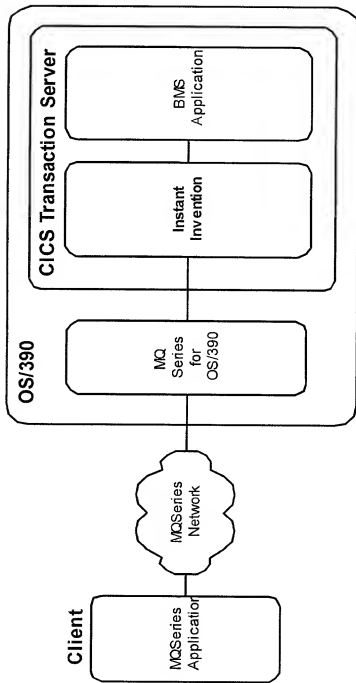 Client
MQSeries
Application
MQSeries
Network
OS/390
MQ
Series
for
OS/390
CICS Transaction Server
Instant
Invention
BMS
Application